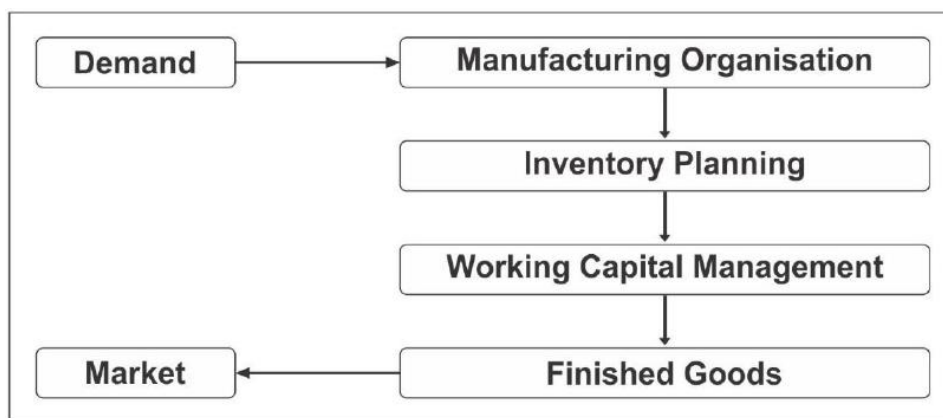 Demand
Manufacturing Organisation
Inventory Planning
Working Capital Management
Finished Goods
Market